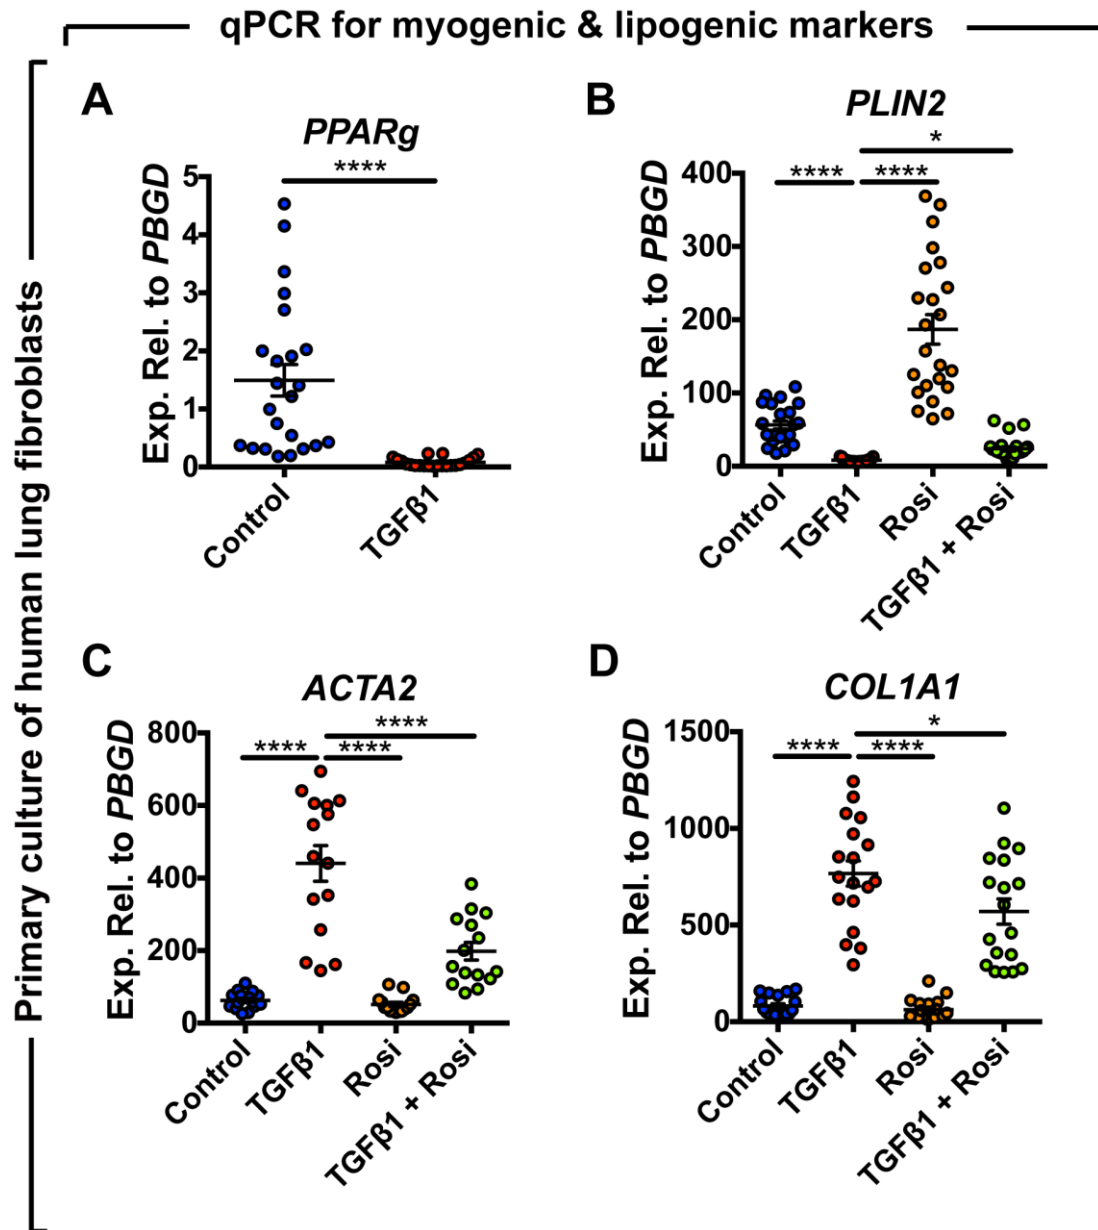 qPCR for myogenic & lipogenic markers
Primary culture of human lung fibroblasts
A
PPARg
****
Exp. Rel. to PBGD
5
4
3
2
1
0
Control
TGFβ1
B
PLIN2
*
**** ****
Exp. Rel. to PBGD
400
300
200
100
0
Control
TGFβ1
Rosi
TGFβ1 + Rosi
C
ACTA2
****
**** ****
Exp. Rel. to PBGD
800
600
400
200
0
Control
TGFβ1
Rosi
TGFβ1 + Rosi
D
COL1A1
*
**** ****
Exp. Rel. to PBGD
1500
1000
500
0
Control
TGFβ1
Rosi
TGFβ1 + Rosi